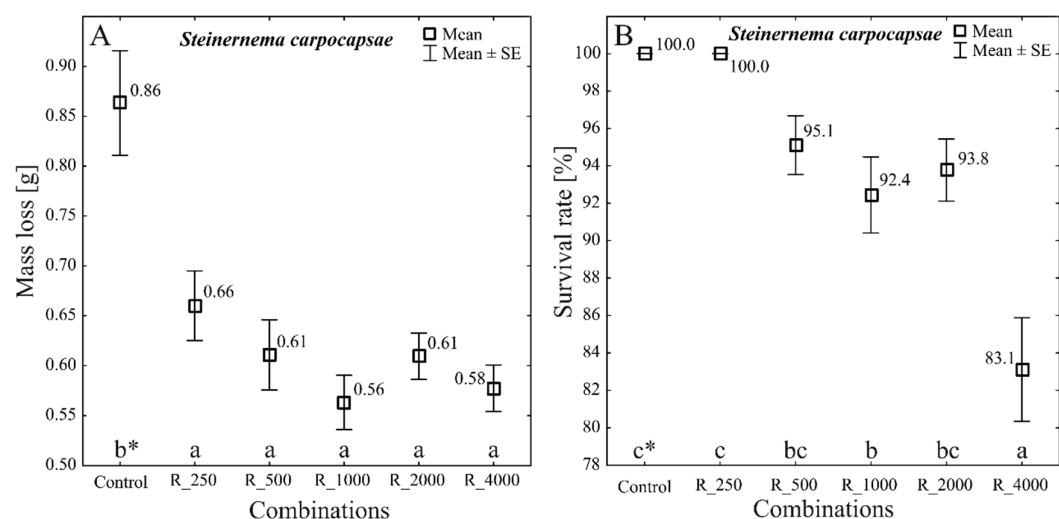 A
Steinernema carpocapsae
Mean
Mean ± SE
0.90
0.85
0.80
0.75
0.70
0.65
0.60
0.55
0.50
Mass loss [g]
0.86
0.66
0.61
0.56
0.61
0.58
b* a a a a a
Control R_250 R_500 R_1000 R_2000 R_4000
Combinations
B
Steinernema carpocapsae
Mean
Mean ± SE
100
98
96
94
92
90
88
86
84
82
80
78
Survival rate [%]
100.0
100.0
95.1
92.4
93.8
83.1
c* c bc b bc a
Control R_250 R_500 R_1000 R_2000 R_4000
Combinations